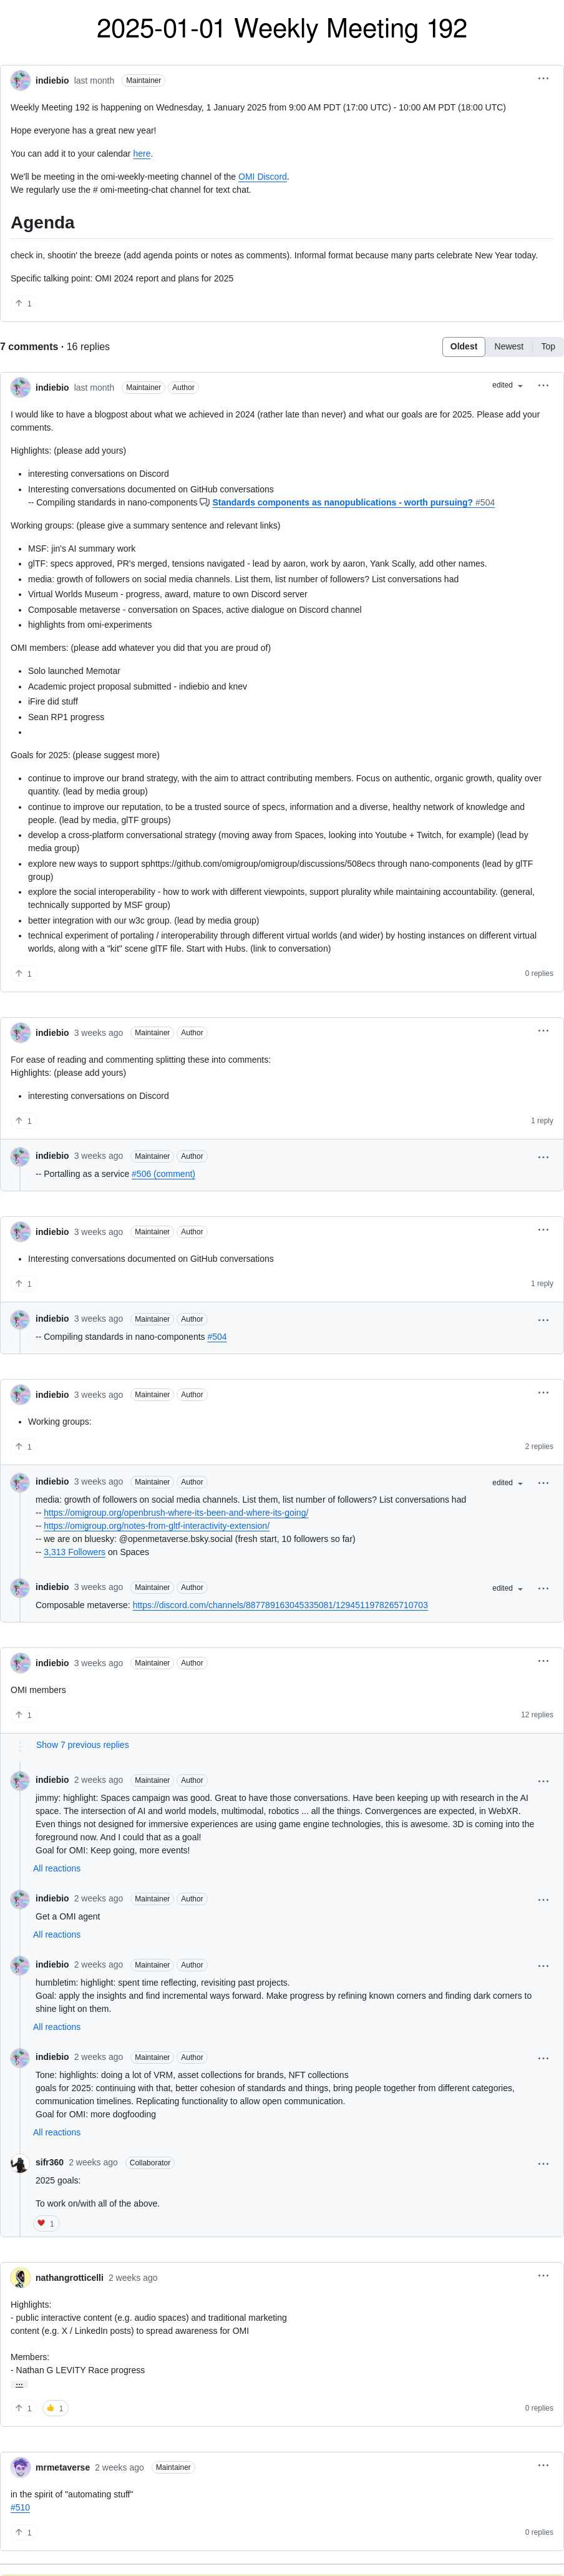 2025-01-01 Weekly Meeting 192
indiebio last month Maintainer
Weekly Meeting 192 is happening on Wednesday, 1 January 2025 from 9:00 AM PDT (17:00 UTC) - 10:00 AM PDT (18:00 UTC)
Hope everyone has a great new year!
You can add it to your calendar here.
We'll be meeting in the omi-weekly-meeting channel of the OMI Discord.
We regularly use the # omi-meeting-chat channel for text chat.
Agenda
check in, shootin' the breeze (add agenda points or notes as comments). Informal format because many parts celebrate New Year today.
Specific talking point: OMI 2024 report and plans for 2025
1
7 comments · 16 replies
Oldest Newest Top
indiebio last month Maintainer Author edited
I would like to have a blogpost about what we achieved in 2024 (rather late than never) and what our goals are for 2025. Please add your
comments.
Highlights: (please add yours)
• interesting conversations on Discord
• Interesting conversations documented on GitHub conversations
-- Compiling standards in nano-components Standards components as nanopublications - worth pursuing? #504
Working groups: (please give a summary sentence and relevant links)
• MSF: jin's AI summary work
• glTF: specs approved, PR's merged, tensions navigated - lead by aaron, work by aaron, Yank Scally, add other names.
• media: growth of followers on social media channels. List them, list number of followers? List conversations had
• Virtual Worlds Museum - progress, award, mature to own Discord server
• Composable metaverse - conversation on Spaces, active dialogue on Discord channel
• highlights from omi-experiments
OMI members: (please add whatever you did that you are proud of)
• Solo launched Memotar
• Academic project proposal submitted - indiebio and knev
• iFire did stuff
• Sean RP1 progress
•
Goals for 2025: (please suggest more)
• continue to improve our brand strategy, with the aim to attract contributing members. Focus on authentic, organic growth, quality over
quantity. (lead by media group)
• continue to improve our reputation, to be a trusted source of specs, information and a diverse, healthy network of knowledge and
people. (lead by media, glTF groups)
• develop a cross-platform conversational strategy (moving away from Spaces, looking into Youtube + Twitch, for example) (lead by
media group)
• explore new ways to support sphttps://github.com/omigroup/omigroup/discussions/508ecs through nano-components (lead by glTF
group)
• explore the social interoperability - how to work with different viewpoints, support plurality while maintaining accountability. (general,
technically supported by MSF group)
• better integration with our w3c group. (lead by media group)
• technical experiment of portaling / interoperability through different virtual worlds (and wider) by hosting instances on different virtual
worlds, along with a "kit" scene glTF file. Start with Hubs. (link to conversation)
1 0 replies
indiebio 3 weeks ago Maintainer Author
For ease of reading and commenting splitting these into comments:
Highlights: (please add yours)
• interesting conversations on Discord
1 1 reply
indiebio 3 weeks ago Maintainer Author
-- Portalling as a service #506 (comment)
indiebio 3 weeks ago Maintainer Author
• Interesting conversations documented on GitHub conversations
1 1 reply
indiebio 3 weeks ago Maintainer Author
-- Compiling standards in nano-components #504
indiebio 3 weeks ago Maintainer Author
• Working groups:
1 2 replies
indiebio 3 weeks ago Maintainer Author edited
media: growth of followers on social media channels. List them, list number of followers? List conversations had
-- https://omigroup.org/openbrush-where-its-been-and-where-its-going/
-- https://omigroup.org/notes-from-gltf-interactivity-extension/
-- we are on bluesky: @openmetaverse.bsky.social (fresh start, 10 followers so far)
-- 3,313 Followers on Spaces
indiebio 3 weeks ago Maintainer Author edited
Composable metaverse: https://discord.com/channels/887789163045335081/1294511978265710703
indiebio 3 weeks ago Maintainer Author
OMI members
1 12 replies
Show 7 previous replies
indiebio 2 weeks ago Maintainer Author
jimmy: highlight: Spaces campaign was good. Great to have those conversations. Have been keeping up with research in the AI
space. The intersection of AI and world models, multimodal, robotics ... all the things. Convergences are expected, in WebXR.
Even things not designed for immersive experiences are using game engine technologies, this is awesome. 3D is coming into the
foreground now. And I could that as a goal!
Goal for OMI: Keep going, more events!
All reactions
indiebio 2 weeks ago Maintainer Author
Get a OMI agent
All reactions
indiebio 2 weeks ago Maintainer Author
humbletim: highlight: spent time reflecting, revisiting past projects.
Goal: apply the insights and find incremental ways forward. Make progress by refining known corners and finding dark corners to
shine light on them.
All reactions
indiebio 2 weeks ago Maintainer Author
Tone: highlights: doing a lot of VRM, asset collections for brands, NFT collections
goals for 2025: continuing with that, better cohesion of standards and things, bring people together from different categories,
communication timelines. Replicating functionality to allow open communication.
Goal for OMI: more dogfooding
All reactions
sifr360 2 weeks ago Collaborator
2025 goals:
To work on/with all of the above.
1
nathangrotticelli 2 weeks ago
Highlights:
- public interactive content (e.g. audio spaces) and traditional marketing
content (e.g. X / LinkedIn posts) to spread awareness for OMI
Members:
- Nathan G LEVITY Race progress
…
1 1 0 replies
mrmetaverse 2 weeks ago Maintainer
in the spirit of "automating stuff"
#510
1 0 replies